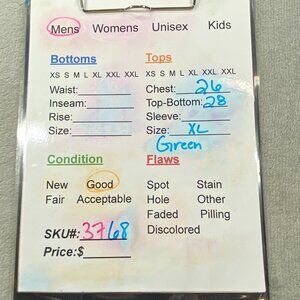 Mens Womens Unisex Kids
Bottoms Tops
XS S M L XL XXL XXL XS S M L XL XXL XXL
Waist: Chest: 26
Inseam: Top-Bottom: 28
Rise: Sleeve:
Size: Size: XL
Green
Condition Flaws
New Good Spot Stain
Fair Acceptable Hole Other
Faded Pilling
SKU#: 3768 Discolored
Price:$